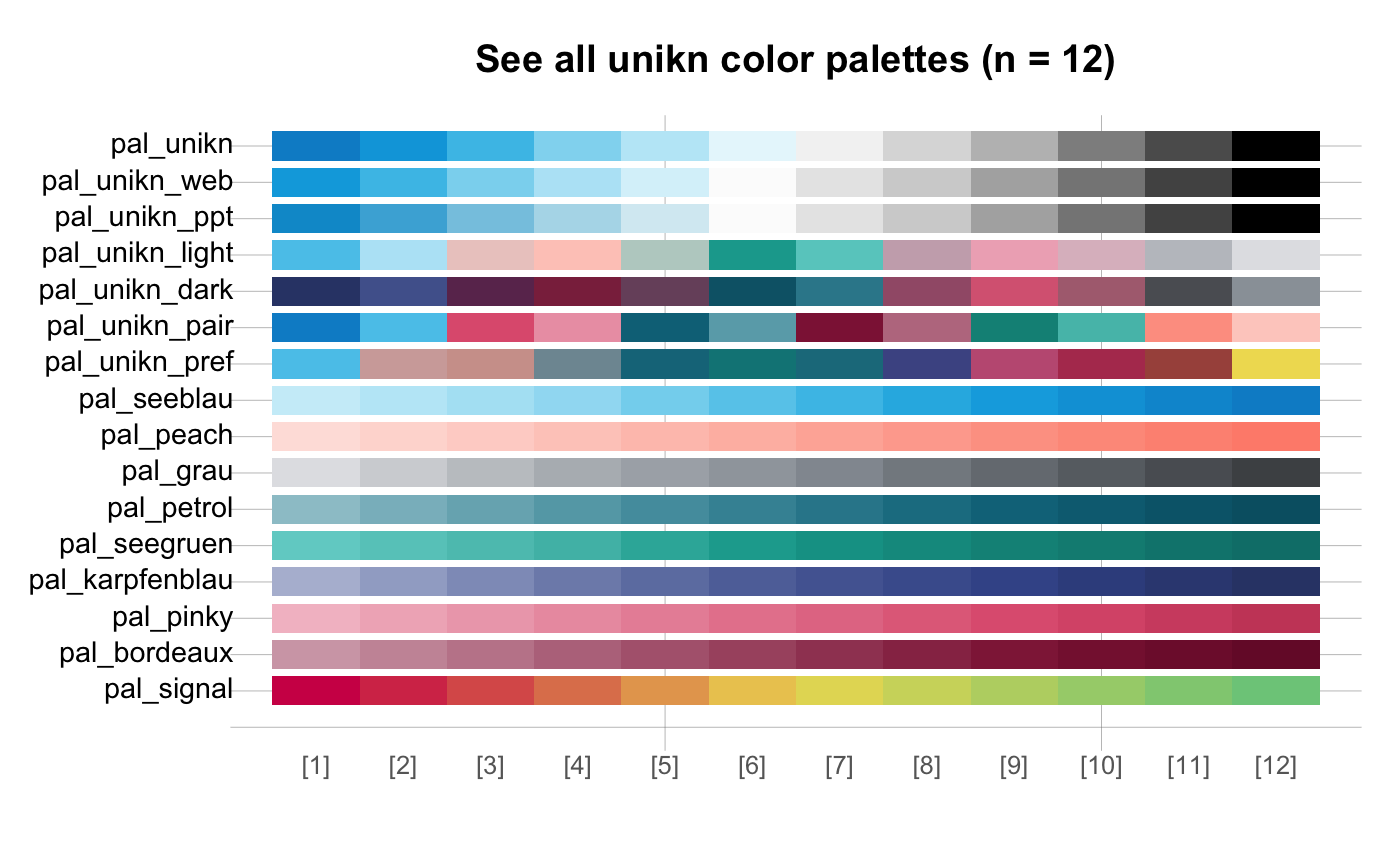 See all unikn color palettes (n = 12)
pal_unikn
pal_unikn_web
pal_unikn_ppt
pal_unikn_light
pal_unikn_dark
pal_unikn_pair
pal_unikn_pref
pal_seeblau
pal_peach
pal_grau
pal_petrol
pal_seegruen
pal_karpfenblau
pal_pinky
pal_bordeaux
pal_signal
[1] [2] [3] [4] [5] [6] [7] [8] [9] [10] [11] [12]